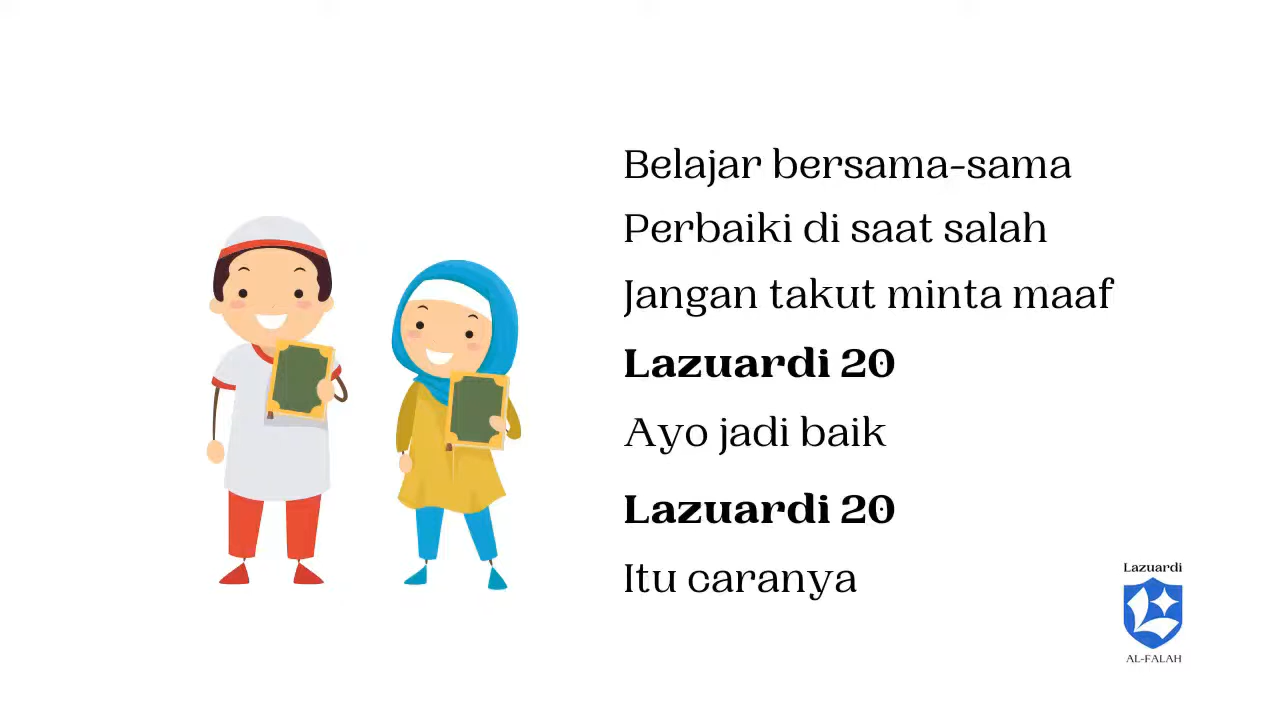 Belajar bersama-sama
Perbaiki di saat salah
Jangan takut minta maaf
Lazuardi 20
Ayo jadi baik
Lazuardi 20
Itu caranya
Lazuardi
AL-FALAH